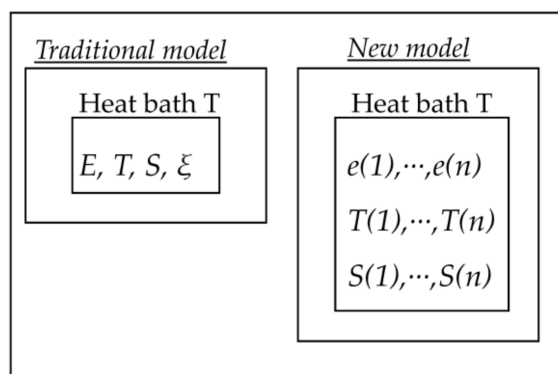 Traditional model
Heat bath T
E, T, S, ξ
New model
Heat bath T
e(1),···,e(n)
T(1),···,T(n)
S(1),···,S(n)